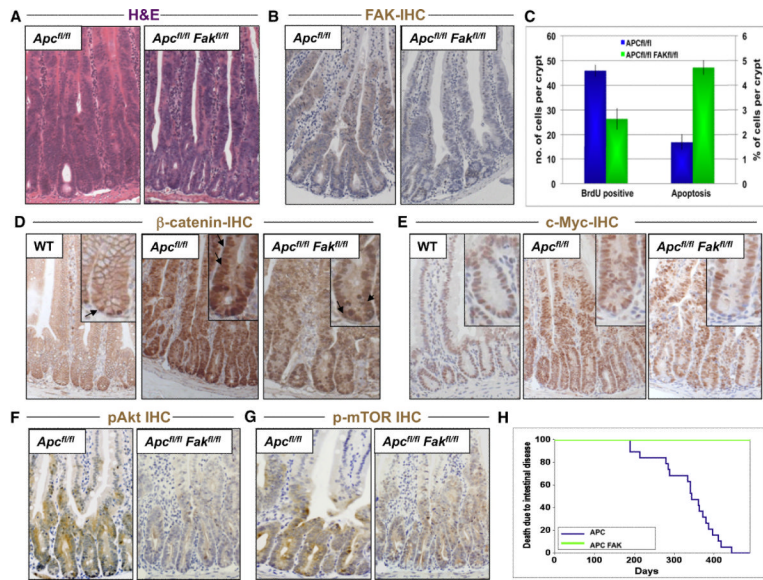 A
H&E
Apcfl/fl
Apcfl/fl Fakfl/fl
B
FAK-IHC
Apcfl/fl
Apcfl/fl Fakfl/fl
C
APCfl/fl
APCfl/fl FAKfl/fl
no. of cells per crypt
60
50
40
30
20
10
0
% of cells per crypt
6
5
4
3
2
1
0
BrdU positive
Apoptosis
D
β-catenin-IHC
WT
Apcfl/fl
Apcfl/fl Fakfl/fl
E
c-Myc-IHC
WT
Apcfl/fl
Apcfl/fl Fakfl/fl
F
pAkt IHC
Apcfl/fl
Apcfl/fl Fakfl/fl
G
p-mTOR IHC
Apcfl/fl
Apcfl/fl Fakfl/fl
H
Death due to intestinal disease
100
80
60
40
20
0
APC
APC FAK
0 100 200 300 400
Days